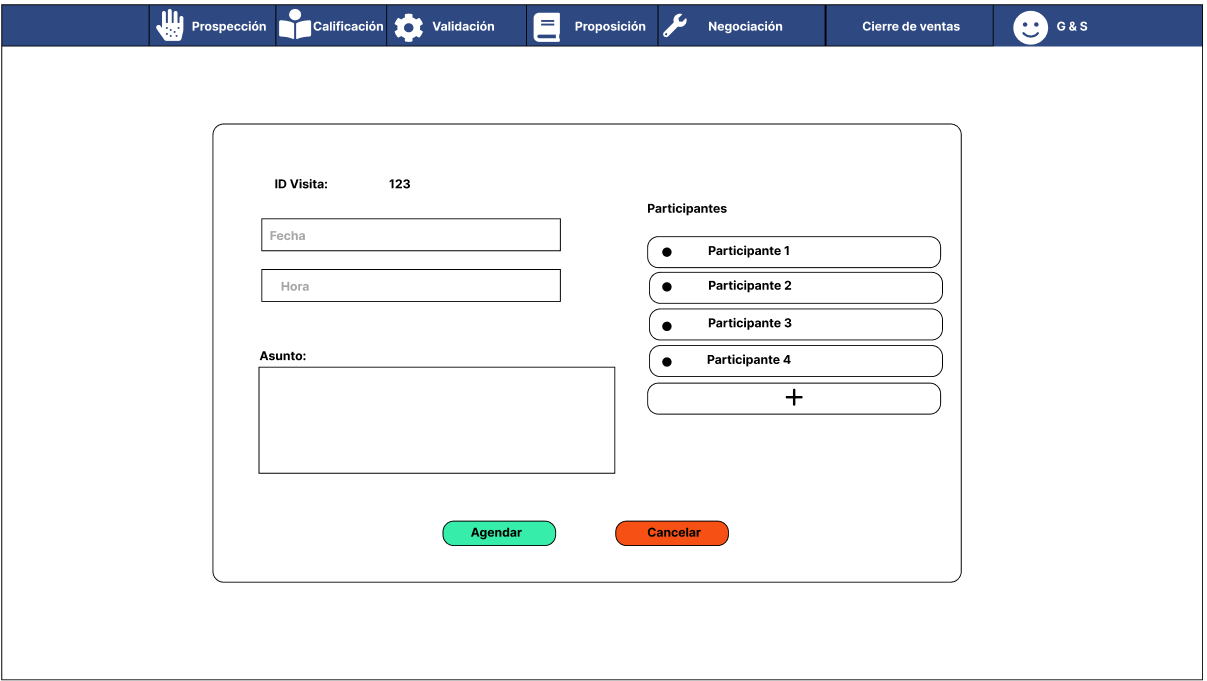 Prospección
Calificación
Validación
Proposición
Negociación
Cierre de ventas
G & S
ID Visita: 123
Fecha
Hora
Asunto:
Participantes
Participante 1
Participante 2
Participante 3
Participante 4
+
Agendar
Cancelar